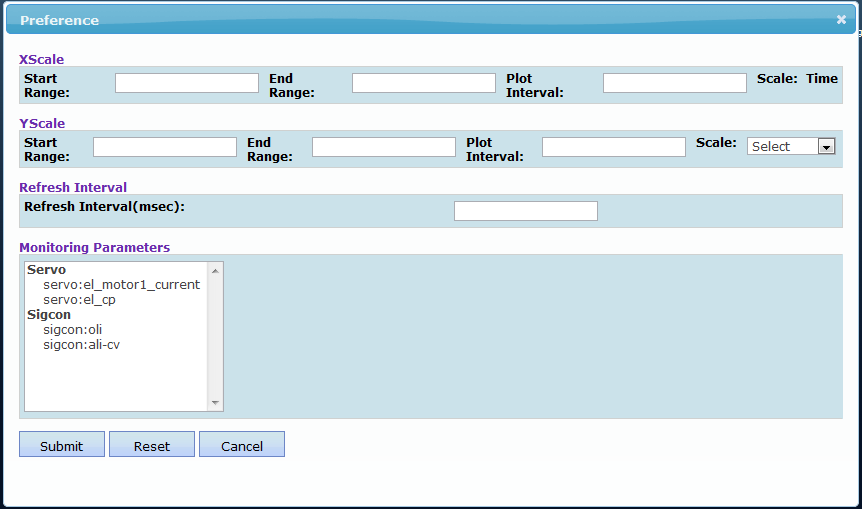 Preference
XScale
Start Range: End Range: Plot Interval: Scale: Time
YScale
Start Range: End Range: Plot Interval: Scale: Select
Refresh Interval
Refresh Interval(msec):
Monitoring Parameters
Servo
servo:el_motor1_current
servo:el_cp
Sigcon
sigcon:oli
sigcon:ali-cv
Submit Reset Cancel